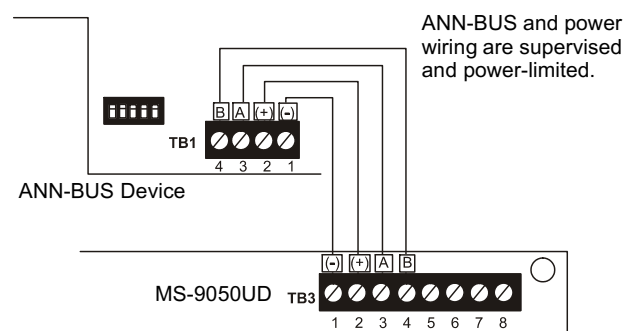 ANN-BUS and power
wiring are supervised
and power-limited.
B A (+) (-)
TB1
4 3 2 1
ANN-BUS Device
(-) (+) A B
MS-9050UD TB3
1 2 3 4 5 6 7 8